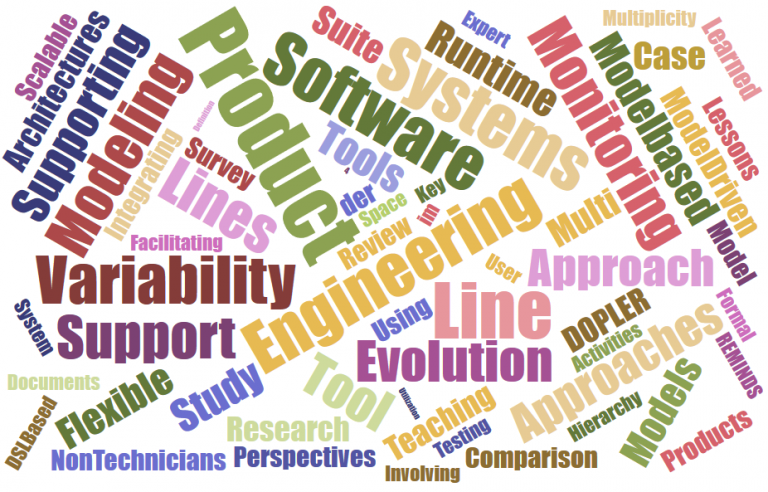 Scalable
Architectures
Supporting
Modeling
Integrating
Definition
Product
Software
Suite
Systems
Expert
Runtime
Multiplicity
Learned
Case
Monitoring
Modelbased
ModelDriven
Lessons
Model
Survey
Lines
Tools
der
Space
Key
im
Review
Facilitating
Engineering
Multi
User
Approach
Variability
Support
System
Using
Line
Evolution
DOPLER
Activities
Approaches
Formal
REMINDS
Documents
DSLBased
Flexible
Study
Tool
Research
Utilization
Teaching
Testing
Hierarchy
Models
Products
NonTechnicians
Perspectives
Involving
Comparison